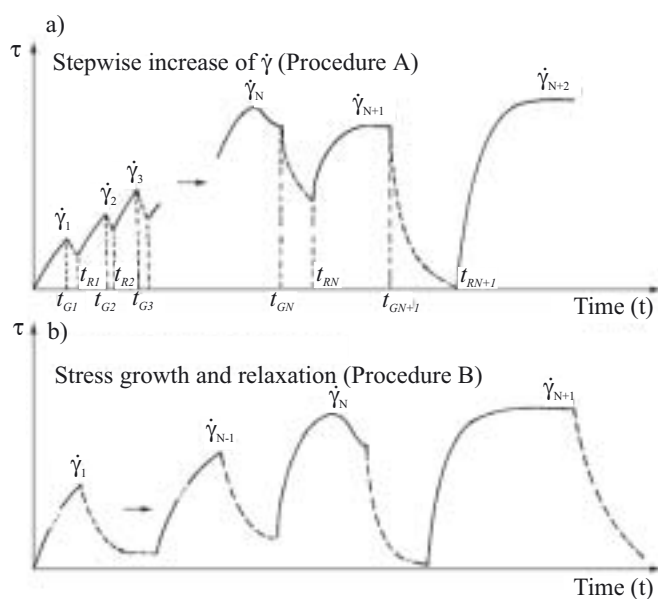 a)
τ
Stepwise increase of γ̇ (Procedure A)
γ̇N
γ̇N+1
γ̇N+2
γ̇1
γ̇2
γ̇3
tR1
tR2
tRN
tRN+1
tG1
tG2
tG3
tGN
tGN+1
Time (t)
τ
b)
Stress growth and relaxation (Procedure B)
γ̇1
γ̇N-1
γ̇N
γ̇N+1
Time (t)